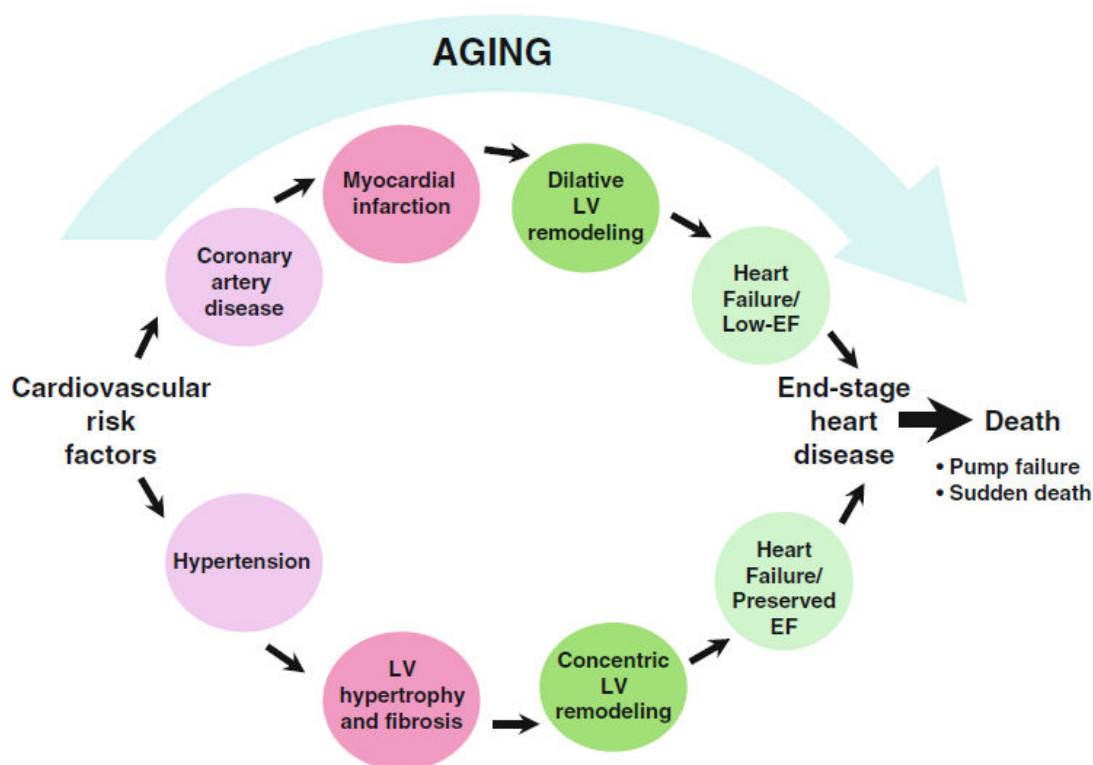 AGING
Myocardial
infarction
Dilative
LV
remodeling
Coronary
artery
disease
Heart
Failure/
Low-EF
Cardiovascular
risk
factors
End-stage
heart
disease
Death
• Pump failure
• Sudden death
Hypertension
Heart
Failure/
Preserved
EF
LV
hypertrophy
and fibrosis
Concentric
LV
remodeling